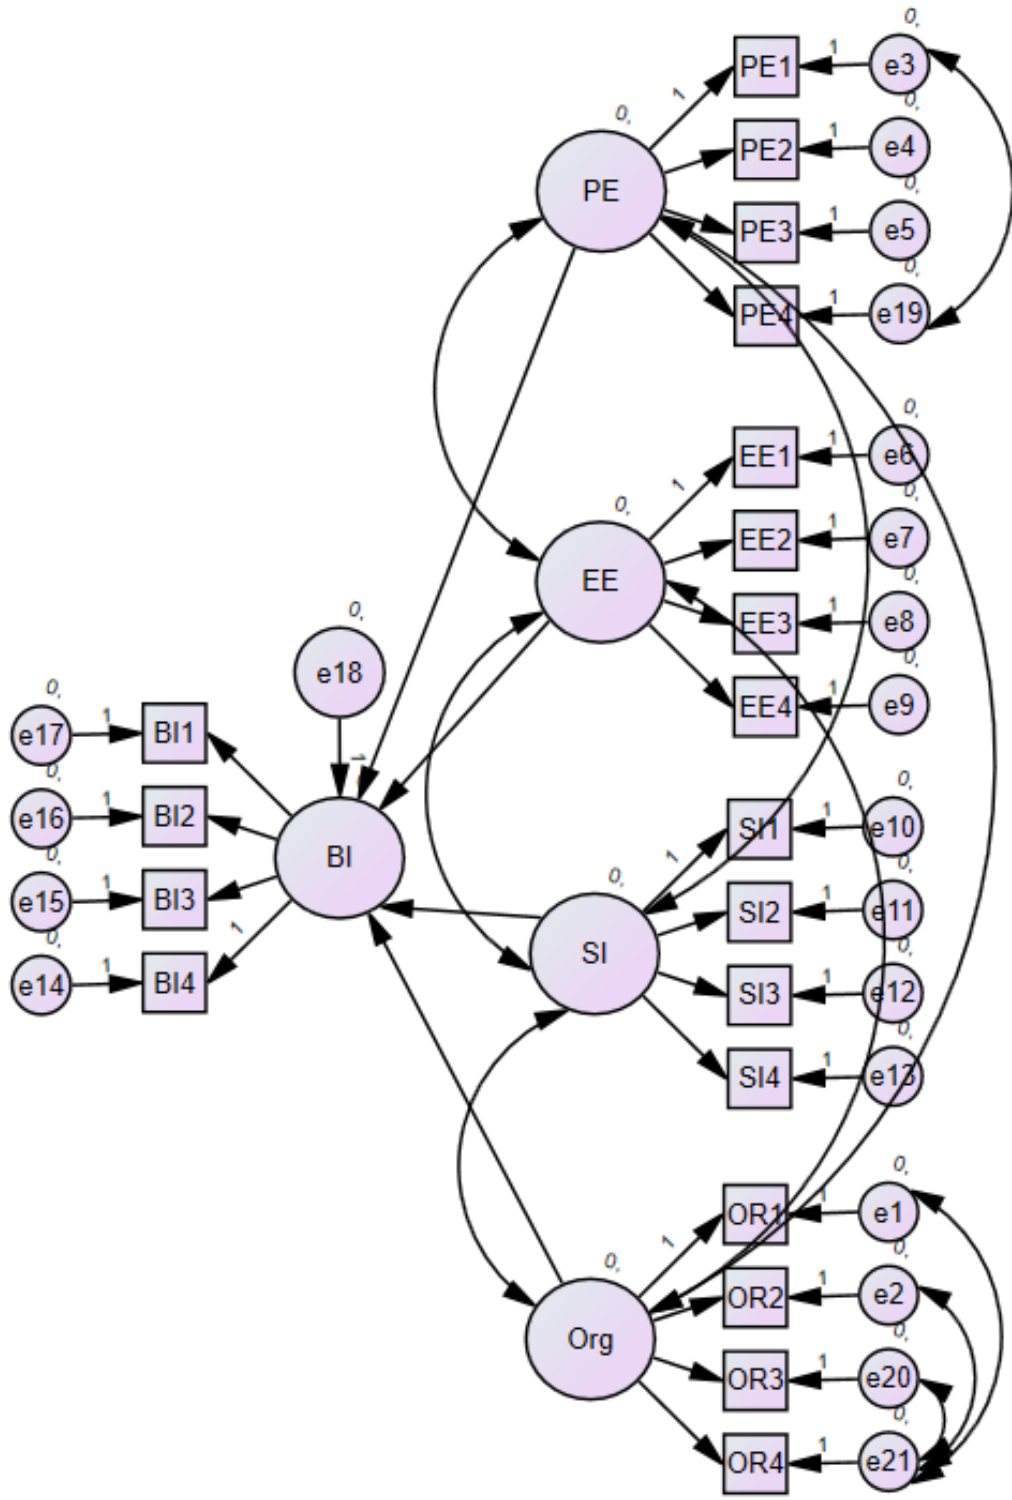 0,
PE1 1 e3
1
0,
0,
PE2 1 e4
PE
0,
PE3 1 e5
0,
PE4 1 e19
0,
EE1 1 e6
1
0,
0,
EE2 1 e7
EE
0,
EE3 1 e8
0,
0,
EE4 1 e9
e18
0,
e17 1 BI1
1
0,
e16 1 BI2
0,
SI1 1 e10
BI
1
0,
0,
e15 1 BI3
0,
SI2 1 e11
1
0,
SI
e14 1 BI4
0,
SI3 1 e12
0,
SI4 1 e13
0,
OR1 1 e1
1
0,
0,
OR2 1 e2
Org
0,
OR3 1 e20
0,
OR4 1 e21